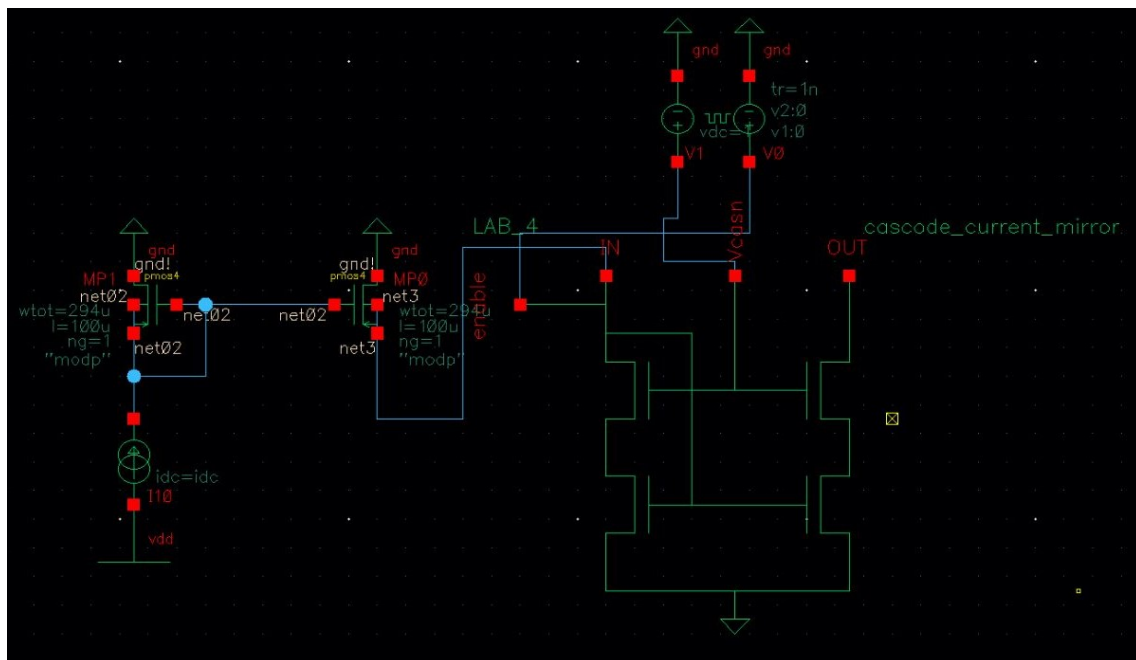 gnd
gnd
tr=1n
v2:0
vdc=
v1:0
V1
V0
Vcasn
LAB_4
cascode_current_mirror
IN
OUT
enable
gnd
gnd!
MP1
pmos4
net02
wtot=294u
net02
l=100u
ng=1
net02
"modp"
gnd
gnd!
pmos4
MP0
net02
net3
wtot=294u
l=100u
net3
ng=1
"modp"
idc=idc
I10
vdd